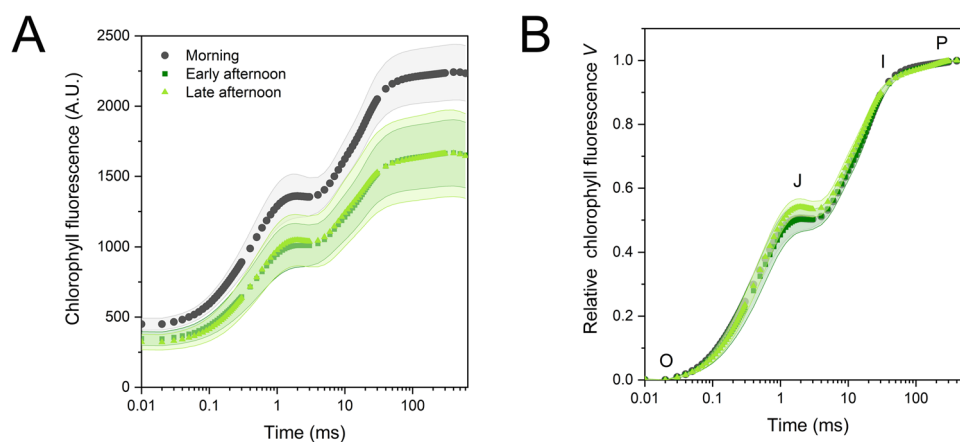 A
Chlorophyll fluorescence (A.U.)
2500
2000
1500
1000
500
0
Morning
Early afternoon
Late afternoon
0.01 0.1 1 10 100
Time (ms)
B
Relative chlorophyll fluorescence V
1.0
0.8
0.6
0.4
0.2
0.0
O
J
I
P
0.01 0.1 1 10 100
Time (ms)